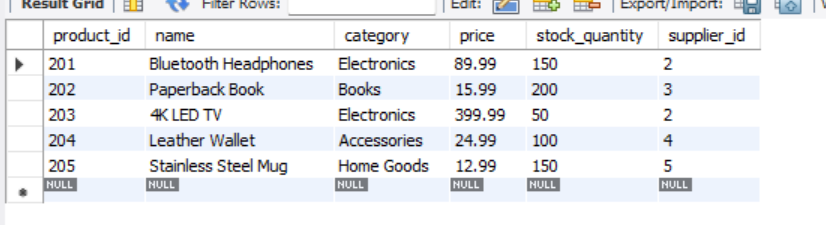 Result Grid Filter Rows: Edit: Export/Import:
product_id name category price stock_quantity supplier_id
201 Bluetooth Headphones Electronics 89.99 150 2
202 Paperback Book Books 15.99 200 3
203 4K LED TV Electronics 399.99 50 2
204 Leather Wallet Accessories 24.99 100 4
205 Stainless Steel Mug Home Goods 12.99 150 5
NULL NULL NULL NULL NULL NULL